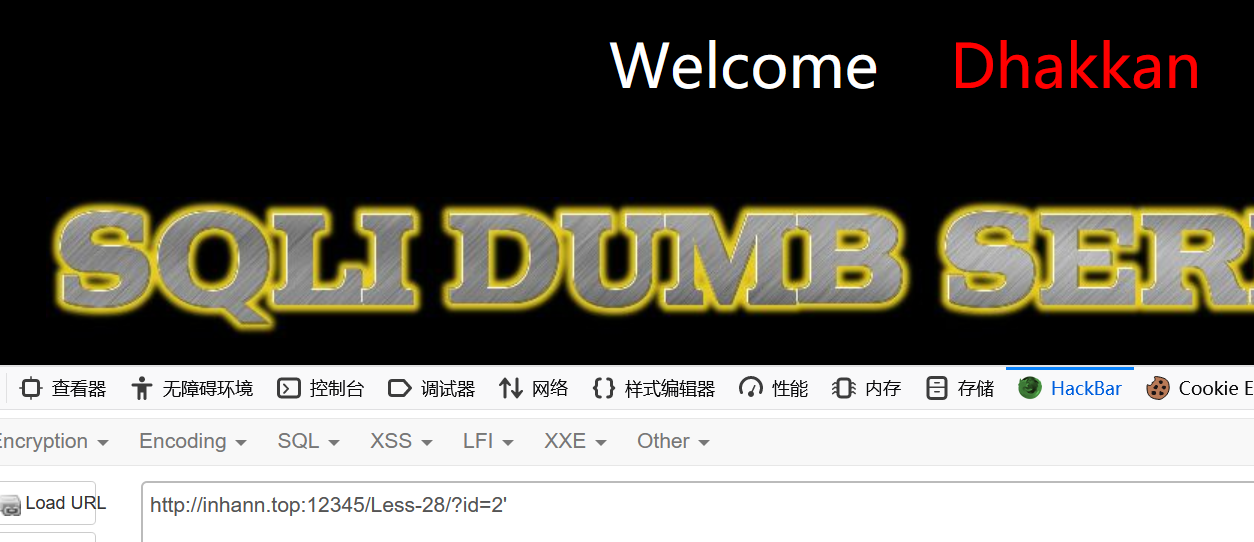 Welcome Dhakkan
SQLI DUMB SER
查看器 无障碍环境 控制台 调试器 网络 样式编辑器 性能 内存 存储 HackBar Cookie E
ncryption Encoding SQL XSS LFI XXE Other
Load URL http://inhann.top:12345/Less-28/?id=2'